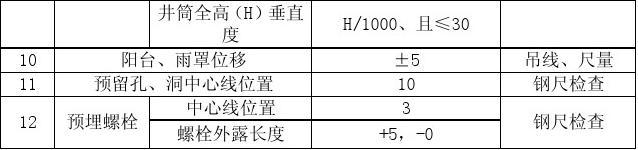 井筒全高(H)垂直
度
H/1000、且≤30
10
阳台、雨罩位移
±5
吊线、尺量
11
预留孔、洞中心线位置
10
钢尺检查
12
预埋螺栓
中心线位置
3
钢尺检查
螺栓外露长度
+5, -0